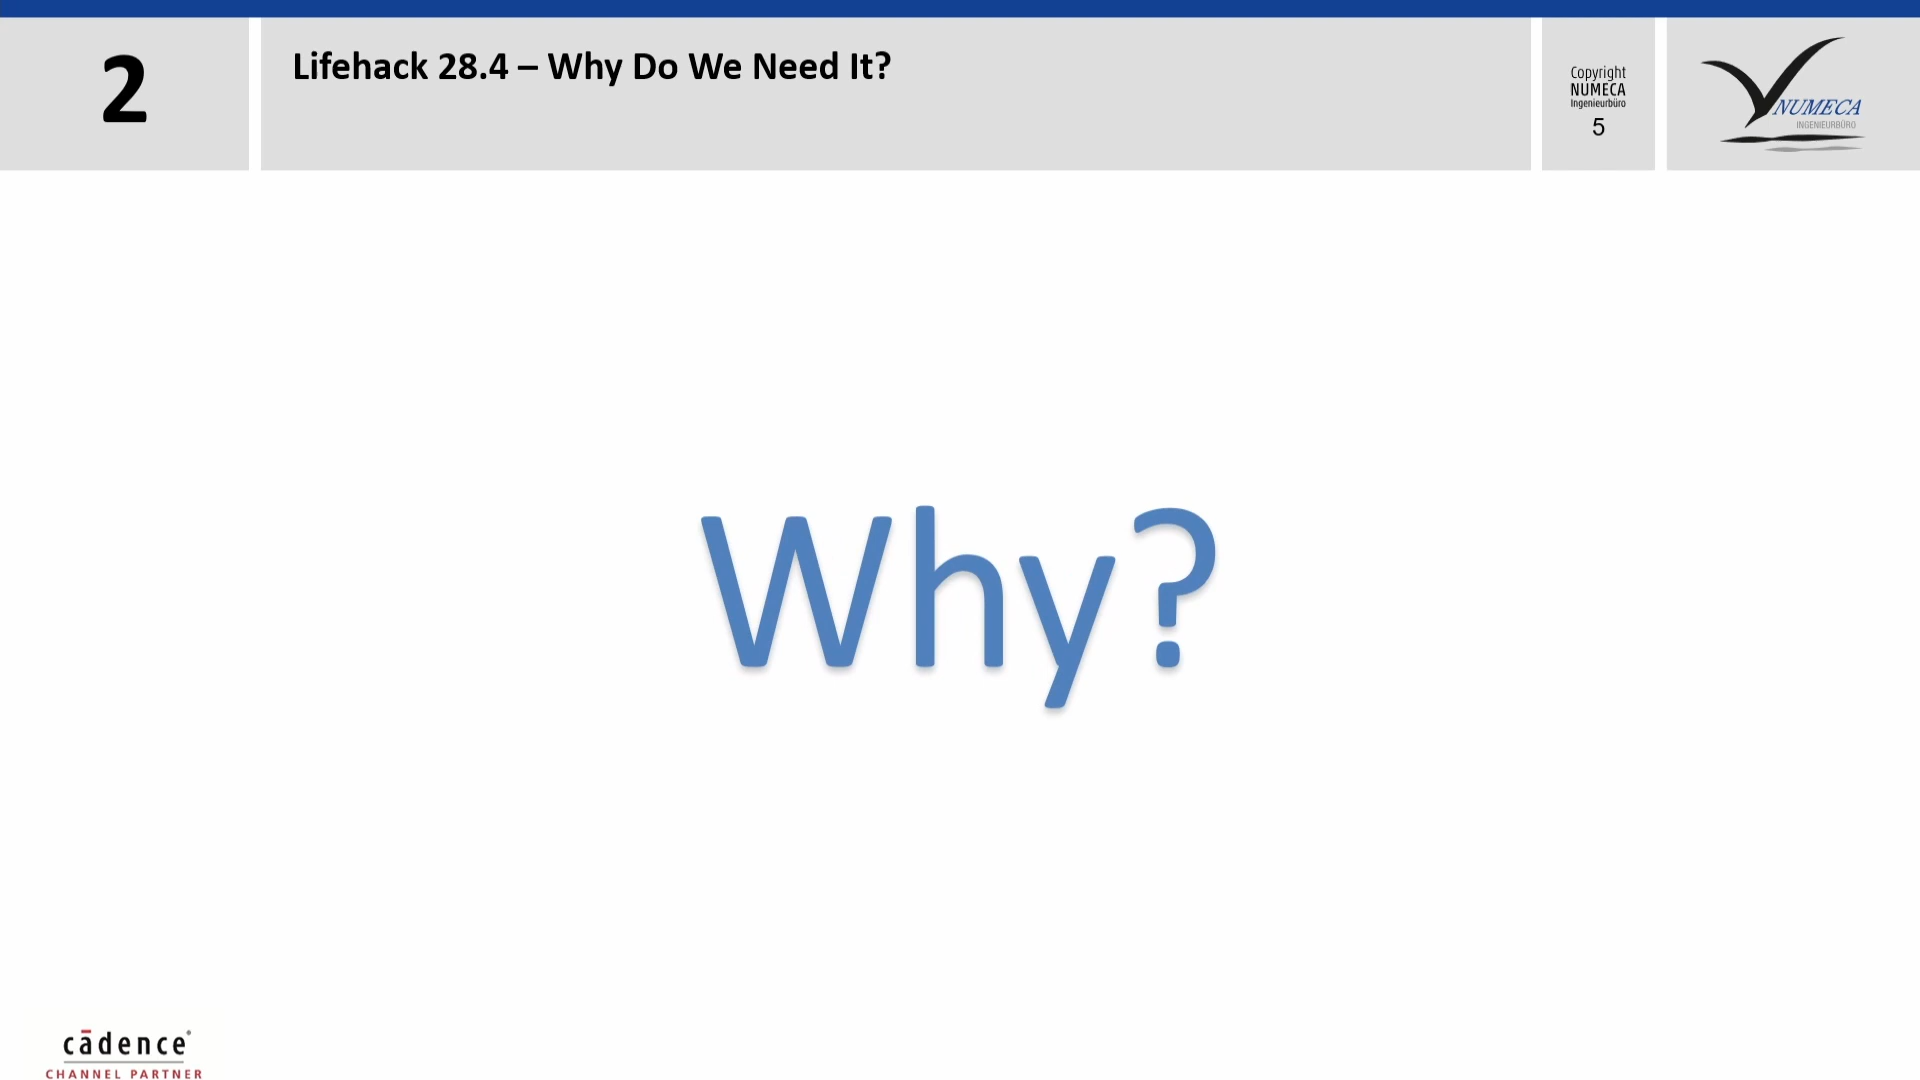 2
Lifehack 28.4 – Why Do We Need It?
Copyright
NUMECA
Ingenieurbüro
5
NUMECA
INGENIEURBÜRO
Why?
cādence®
CHANNEL PARTNER